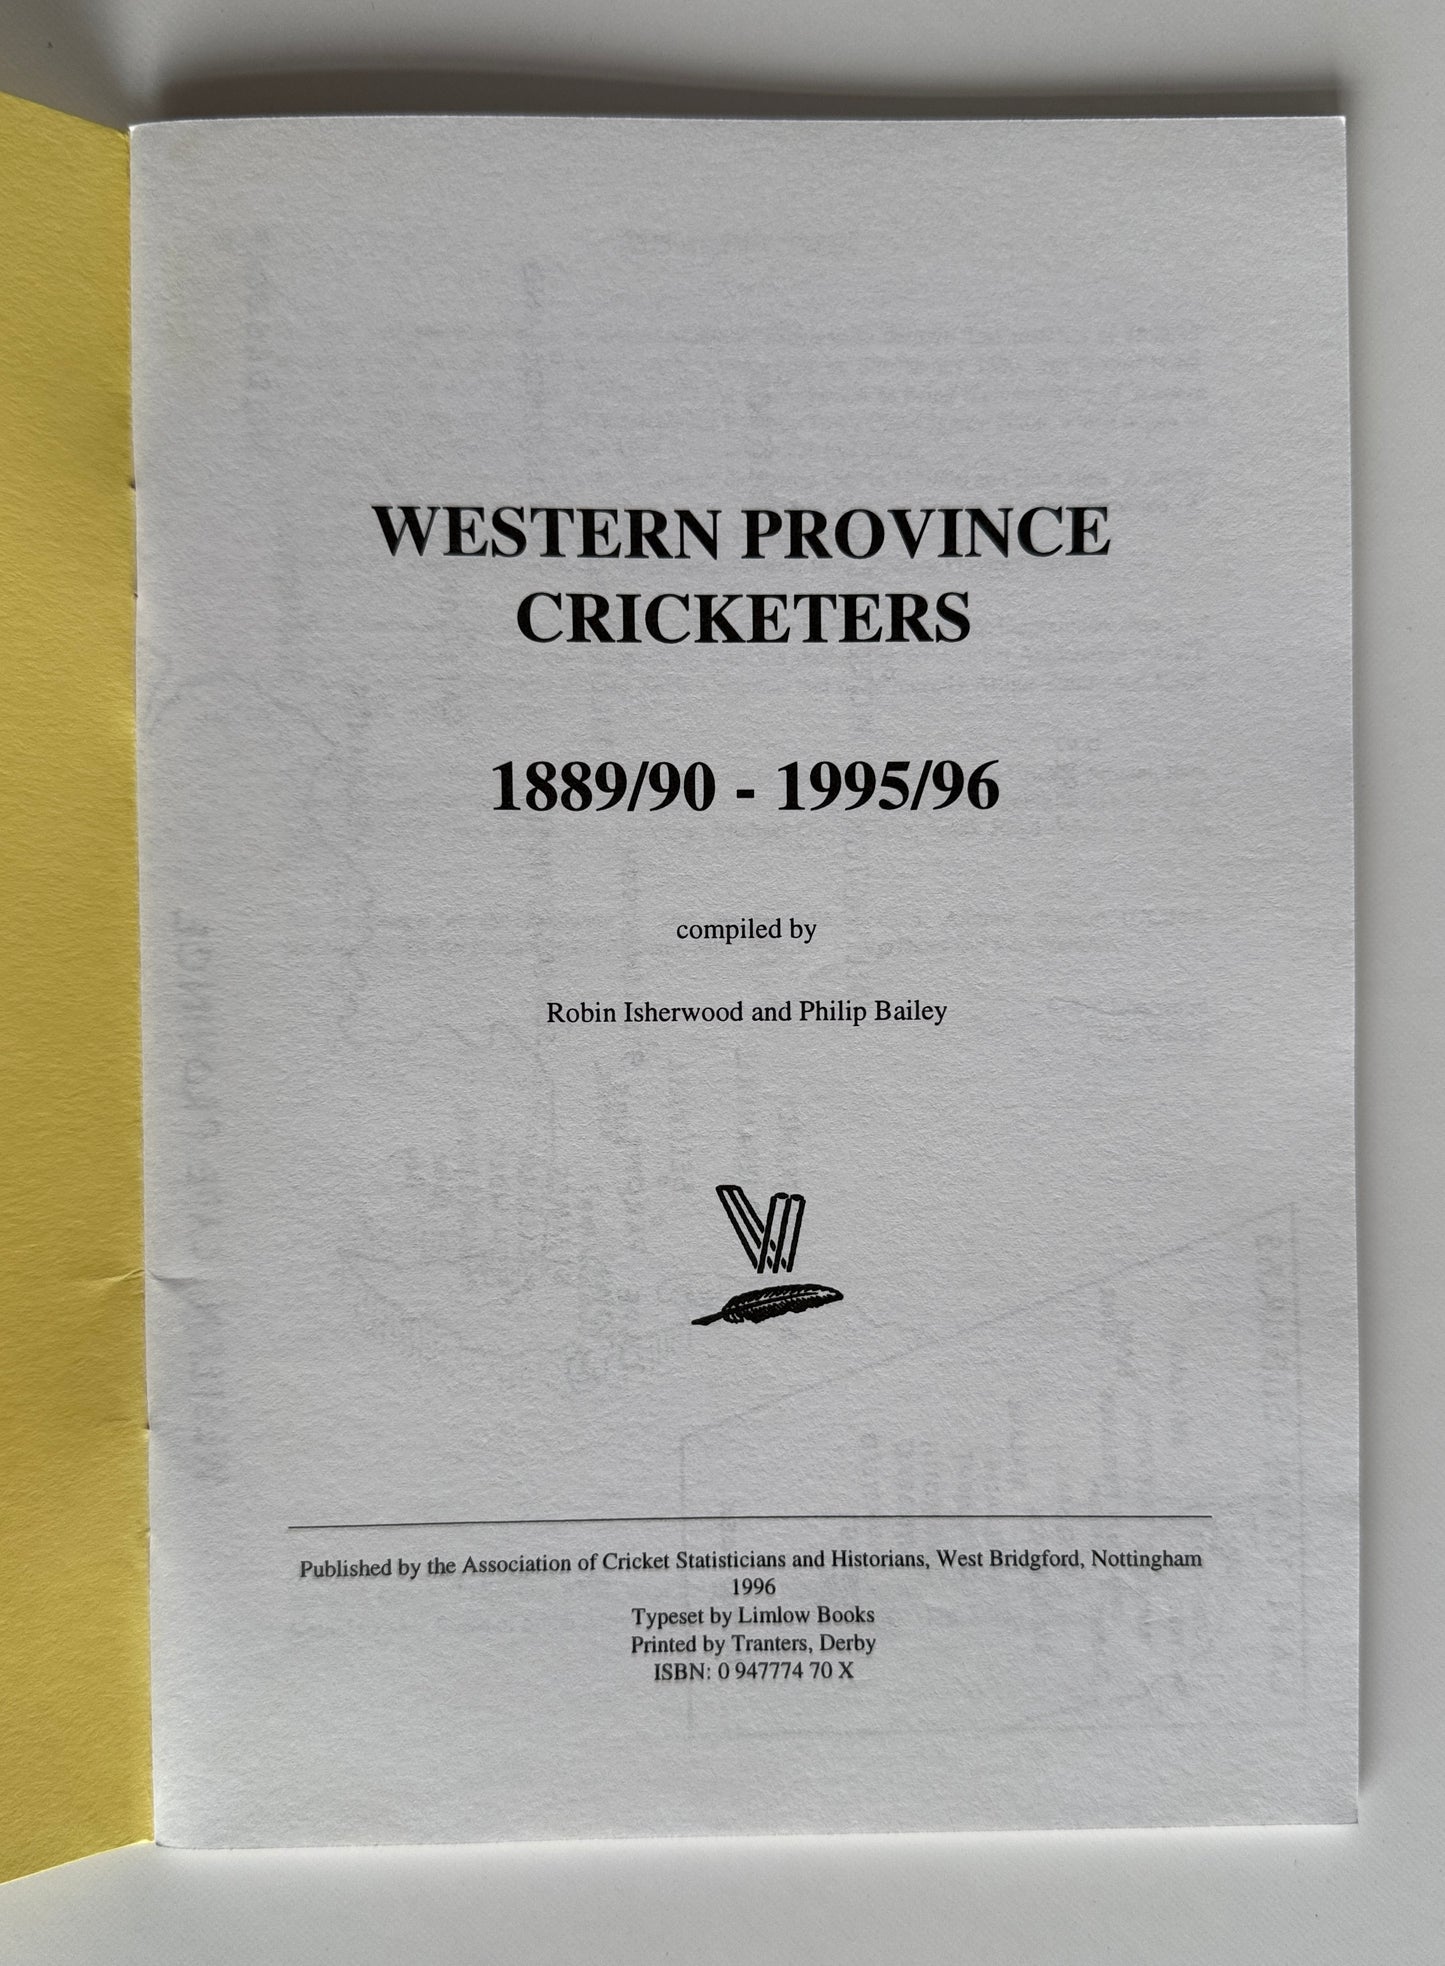 WESTERN PROVINCE
CRICKETERS
1889/90 - 1995/96
compiled by
Robin Isherwood and Philip Bailey
Published by the Association of Cricket Statisticians and Historians, West Bridgford, Nottingham
1996
Typeset by Limlow Books
Printed by Tranters, Derby
ISBN: 0 947774 70 X